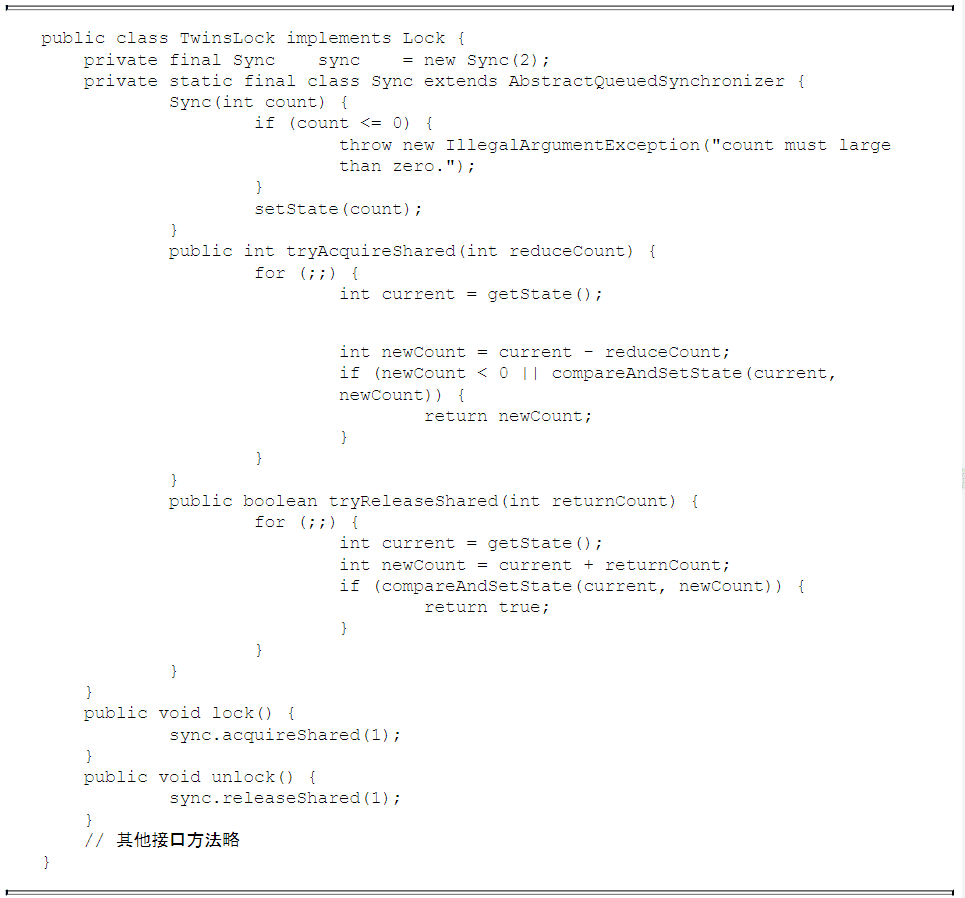 public class TwinsLock implements Lock {
    private final Sync    sync    = new Sync(2);
    private static final class Sync extends AbstractQueuedSynchronizer {
            Sync(int count) {
                    if (count <= 0) {
                            throw new IllegalArgumentException("count must large
                            than zero.");
                    }
                    setState(count);
            }
            public int tryAcquireShared(int reduceCount) {
                    for (;;) {
                            int current = getState();
                            int newCount = current - reduceCount;
                            if (newCount < 0 || compareAndSetState(current,
                            newCount)) {
                                    return newCount;
                            }
                    }
            }
            public boolean tryReleaseShared(int returnCount) {
                    for (;;) {
                            int current = getState();
                            int newCount = current + returnCount;
                            if (compareAndSetState(current, newCount)) {
                                    return true;
                            }
                    }
            }
    }
    public void lock() {
            sync.acquireShared(1);
    }
    public void unlock() {
            sync.releaseShared(1);
    }
    // 其他接口方法略
}